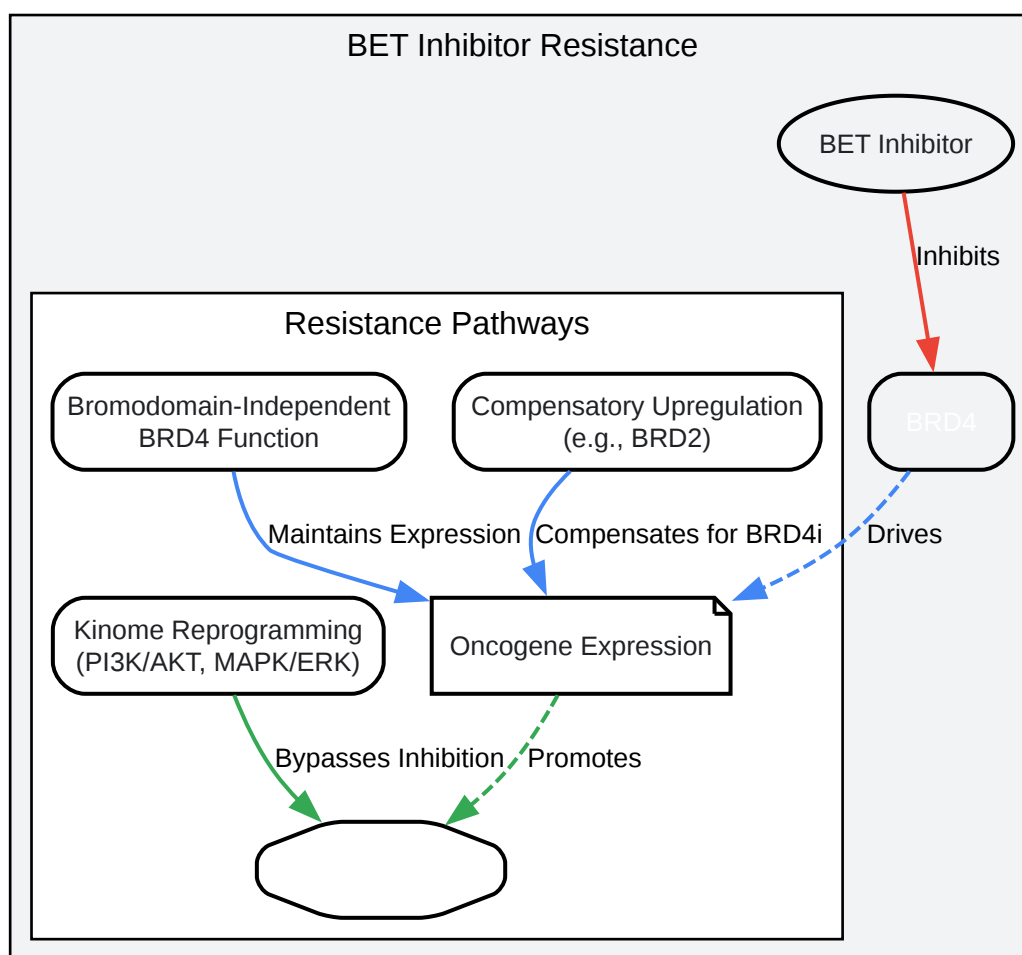 BET Inhibitor Resistance
BET Inhibitor
Inhibits
Resistance Pathways
Bromodomain-Independent
BRD4 Function
Compensatory Upregulation
(e.g., BRD2)
BRD4
Maintains Expression
Compensates for BRD4i
Drives
Kinome Reprogramming
(PI3K/AKT, MAPK/ERK)
Oncogene Expression
Bypasses Inhibition
Promotes